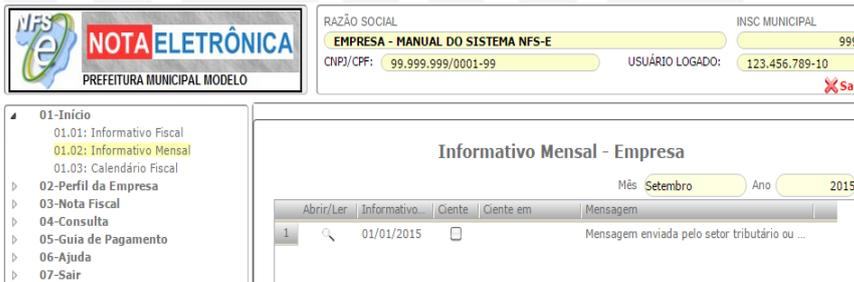 NFS
e
NOTA ELETRÔNICA
PREFEITURA MUNICIPAL MODELO
RAZÃO SOCIAL
INSC MUNICIPAL
EMPRESA - MANUAL DO SISTEMA NFS-E
999
CNPJ/CPF: 99.999.999/0001-99
USUÁRIO LOGADO: 123.456.789-10
Sa
01-Início
01.01: Informativo Fiscal
01.02: Informativo Mensal
01.03: Calendário Fiscal
02-Perfil da Empresa
03-Nota Fiscal
04-Consulta
05-Guia de Pagamento
06-Ajuda
07-Sair
Informativo Mensal - Empresa
Mês Setembro Ano 2015
Abrir/Ler Informativo... Ciente Ciente em Mensagem
1 01/01/2015 Mensagem enviada pelo setor tributário ou ...